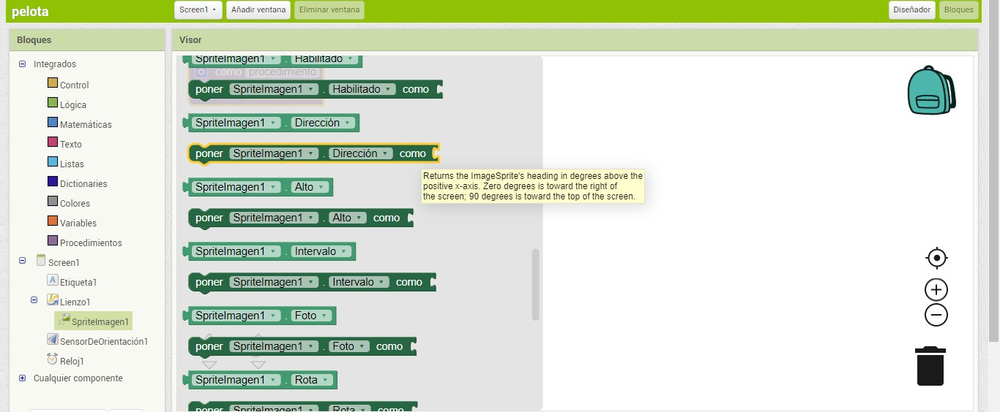 pelota Screen1 Añadir ventana Eliminar ventana Diseñador Bloques
Bloques
Integrados
Control
Lógica
Matemáticas
Texto
Listas
Dictionaries
Colores
Variables
Procedimientos
Screen1
A Etiqueta1
Lienzo1
SpriteImagen1
SensorDeOrientación1
Reloj1
Cualquier componente
Visor
SpriteImagen1 . Habilitado
como procedimiento
poner SpriteImagen1 . Habilitado como
SpriteImagen1 . Dirección
poner SpriteImagen1 . Dirección como
Returns the ImageSprite's heading in degrees above the
positive x-axis. Zero degrees is toward the right of
the screen; 90 degrees is toward the top of the screen.
SpriteImagen1 . Alto
poner SpriteImagen1 . Alto como
SpriteImagen1 . Intervalo
poner SpriteImagen1 . Intervalo como
SpriteImagen1 . Foto
poner SpriteImagen1 . Foto como
SpriteImagen1 . Rota
poner SpriteImagen1 . Rota como